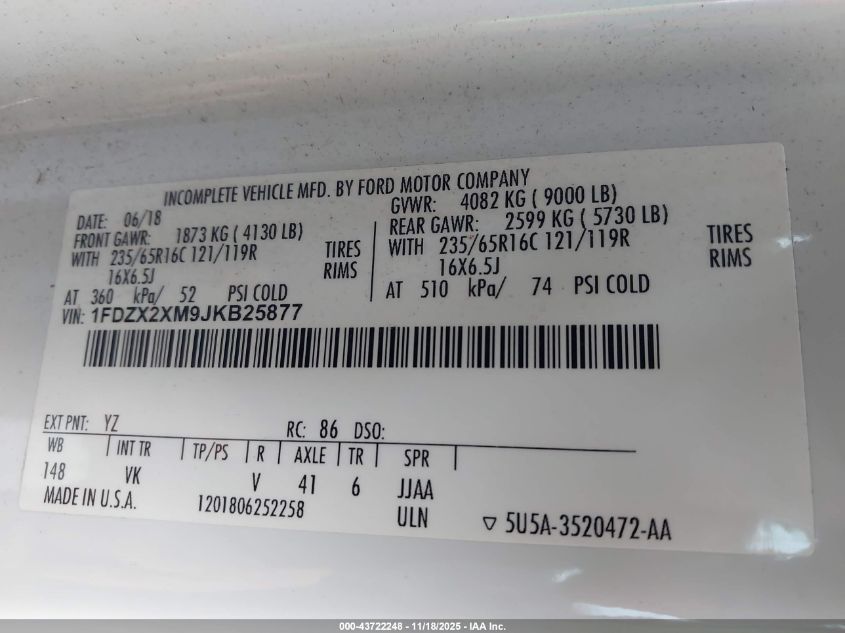 INCOMPLETE VEHICLE MFD. BY FORD MOTOR COMPANY
DATE: 06/18
GVWR: 4082 KG ( 9000 LB)
FRONT GAWR: 1873 KG ( 4130 LB)
REAR GAWR: 2599 KG ( 5730 LB)
WITH 235/65R16C 121/119R TIRES
WITH 235/65R16C 121/119R TIRES
16X6.5J RIMS
16X6.5J RIMS
AT 360 kPa/ 52 PSI COLD
AT 510 kPa/ 74 PSI COLD
VIN: 1FDZX2XM9JKB25877
EXT PNT: YZ RC: 86 DSO:
WB INT TR TP/PS R AXLE TR SPR
148 VK V 41 6 JJAA
MADE IN U.S.A. 1201806252258 ULN 5U5A-3520472-AA
000-43722248 - 11/18/2025 - IAA Inc.